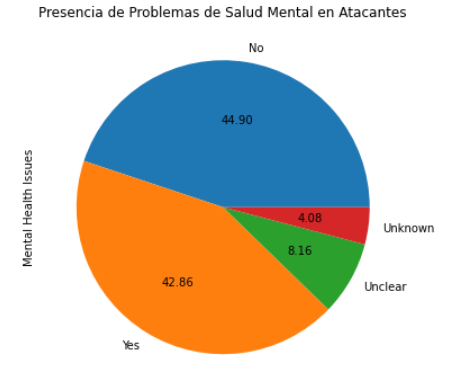 Presencia de Problemas de Salud Mental en Atacantes
No
44.90
Mental Health Issues
4.08
Unknown
8.16
Unclear
42.86
Yes